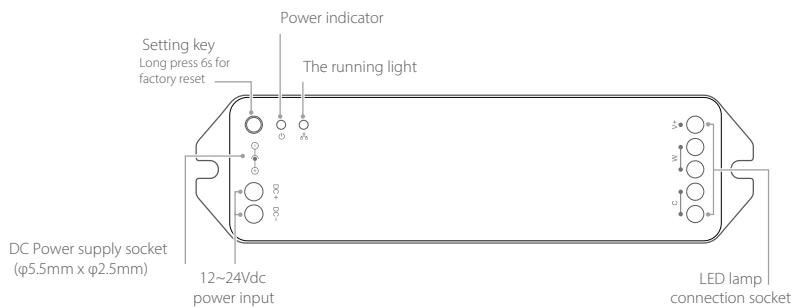 Power indicator
Setting key
Long press 6s for
factory reset
The running light
V+
W
C
DC+
DC-
DC Power supply socket
(φ5.5mm x φ2.5mm)
12~24Vdc
power input
LED lamp
connection socket